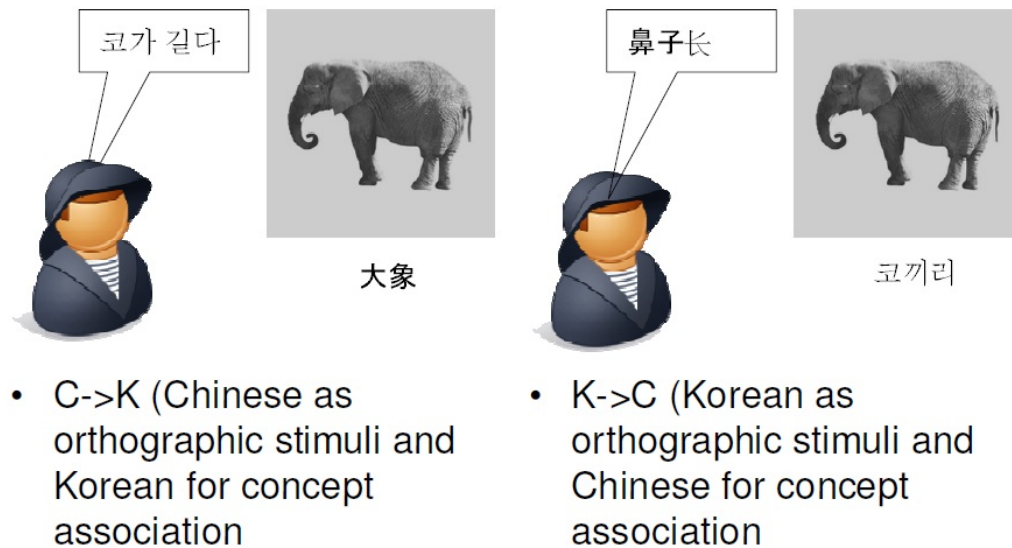 코가 길다
大象
• C->K (Chinese as
orthographic stimuli and
Korean for concept
association
鼻子长
코끼리
• K->C (Korean as
orthographic stimuli and
Chinese for concept
association